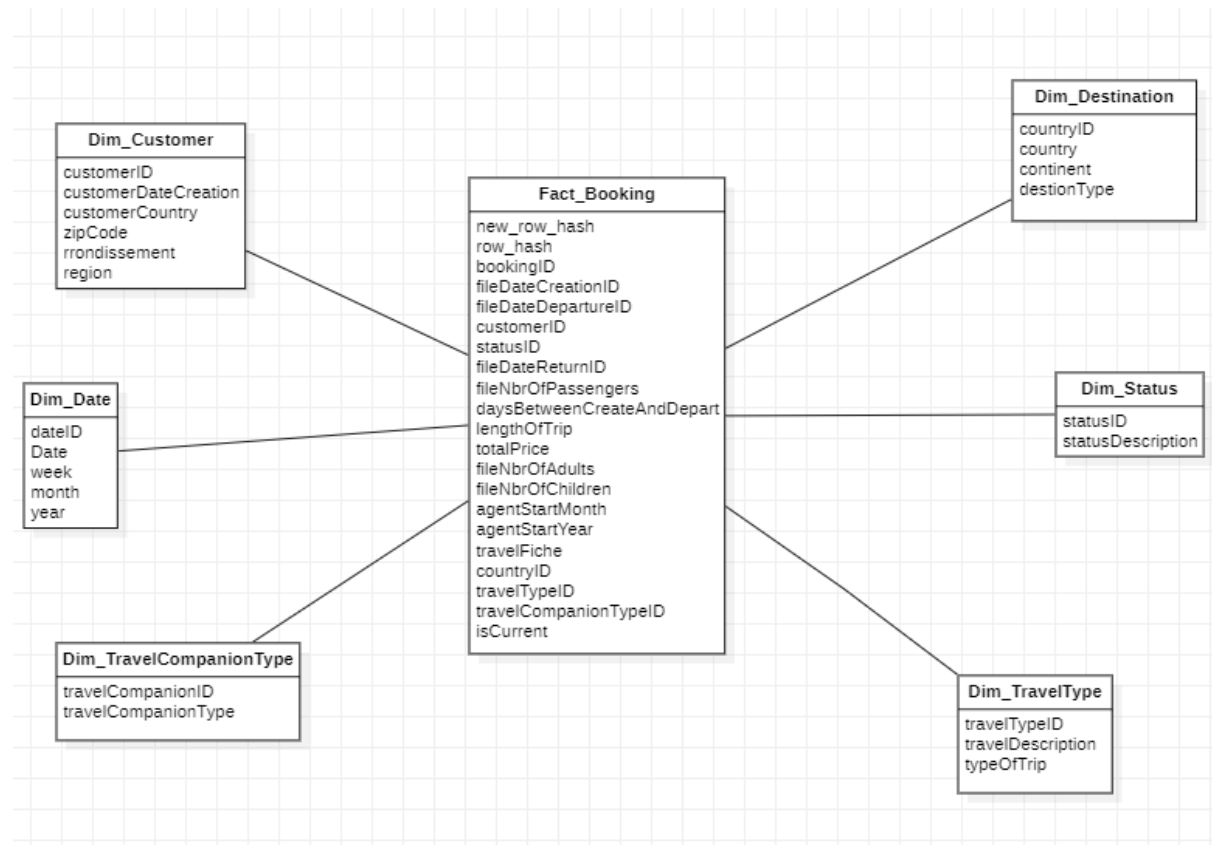 Dim_Customer
customerID
customerDateCreation
customerCountry
zipCode
rrondissement
region
Dim_Date
dateID
Date
week
month
year
Dim_TravelCompanionType
travelCompanionID
travelCompanionType
Fact_Booking
new_row_hash
row_hash
bookingID
fileDateCreationID
fileDateDepartureID
customerID
statusID
fileDateReturnID
fileNbrOfPassengers
daysBetweenCreateAndDepart
lengthOfTrip
totalPrice
fileNbrOfAdults
fileNbrOfChildren
agentStartMonth
agentStartYear
travelFiche
countryID
travelTypeID
travelCompanionTypeID
isCurrent
Dim_Destination
countryID
country
continent
destionType
Dim_Status
statusID
statusDescription
Dim_TravelType
travelTypeID
travelDescription
typeOfTrip